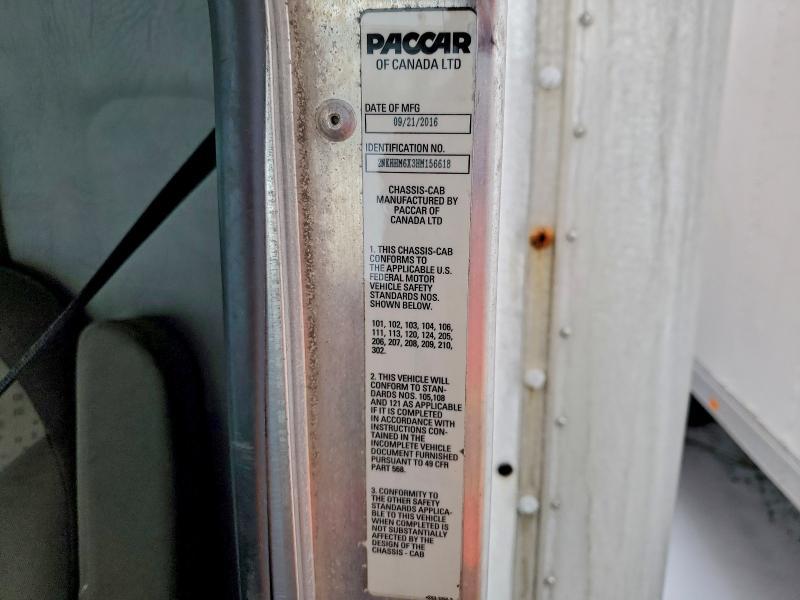 PACCAR
OF CANADA LTD
DATE OF MFG
09/21/2016
IDENTIFICATION NO.
2NKHHM6X3HM156618
CHASSIS-CAB
MANUFACTURED BY
PACCAR OF
CANADA LTD
1. THIS CHASSIS-CAB
CONFORMS TO
THE APPLICABLE U.S.
FEDERAL MOTOR
VEHICLE SAFETY
STANDARDS NOS.
SHOWN BELOW.
101, 102, 103, 104, 106,
111, 113, 120, 124, 205,
206, 207, 208, 209, 210,
302.
2. THIS VEHICLE WILL
CONFORM TO STAN-
DARDS NOS. 105,108
AND 121 AS APPLICABLE
IF IT IS COMPLETED
IN ACCORDANCE WITH
INSTRUCTIONS CON-
TAINED IN THE
INCOMPLETE VEHICLE
DOCUMENT FURNISHED
PURSUANT TO 49 CFR
PART 568.
3. CONFORMITY TO
THE OTHER SAFETY
STANDARDS APPLICA-
BLE TO THIS VEHICLE
WHEN COMPLETED IS
NOT SUBSTANTIALLY
AFFECTED BY THE
DESIGN OF THE
CHASSIS - CAB